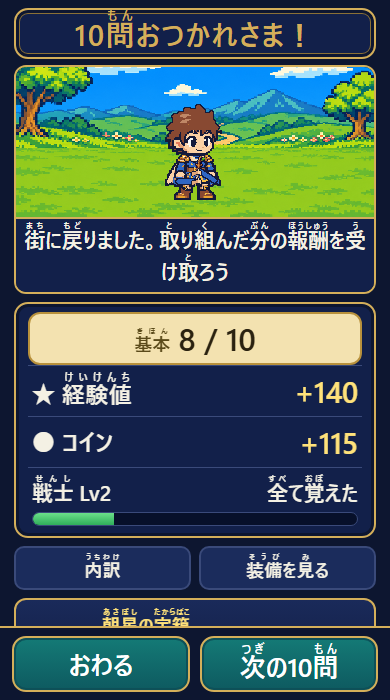 10問おつかれさま！
街に戻りました。取り組んだ分の報酬を受
け取ろう
基本 8 / 10
★ 経験値 +140
● コイン +115
戦士 Lv2 全て覚えた
内訳 装備を見る
朝星の宝箱
おわる 次の10問